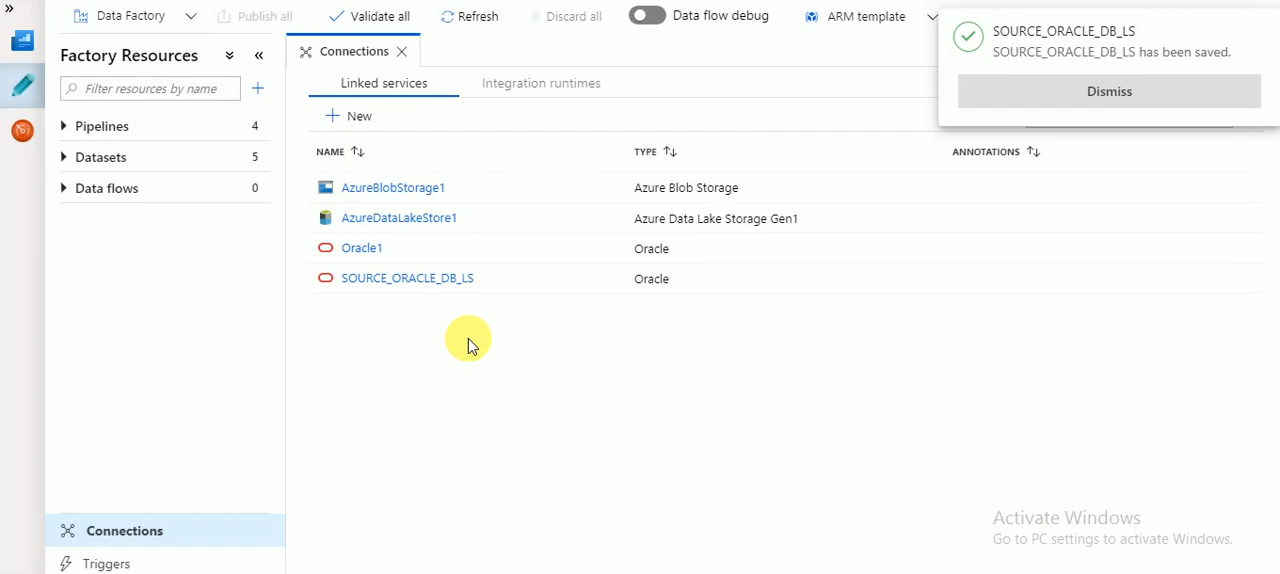 »
Data Factory
Publish all
Validate all
Refresh
Discard all
Data flow debug
ARM template
SOURCE_ORACLE_DB_LS
SOURCE_ORACLE_DB_LS has been saved.
Dismiss
Factory Resources
«
Filter resources by name
+
Pipelines 4
Datasets 5
Data flows 0
Connections
Linked services
Integration runtimes
+ New
NAME TYPE ANNOTATIONS
AzureBlobStorage1 Azure Blob Storage
AzureDataLakeStore1 Azure Data Lake Storage Gen1
Oracle1 Oracle
SOURCE_ORACLE_DB_LS Oracle
Connections
Triggers
Activate Windows
Go to PC settings to activate Windows.